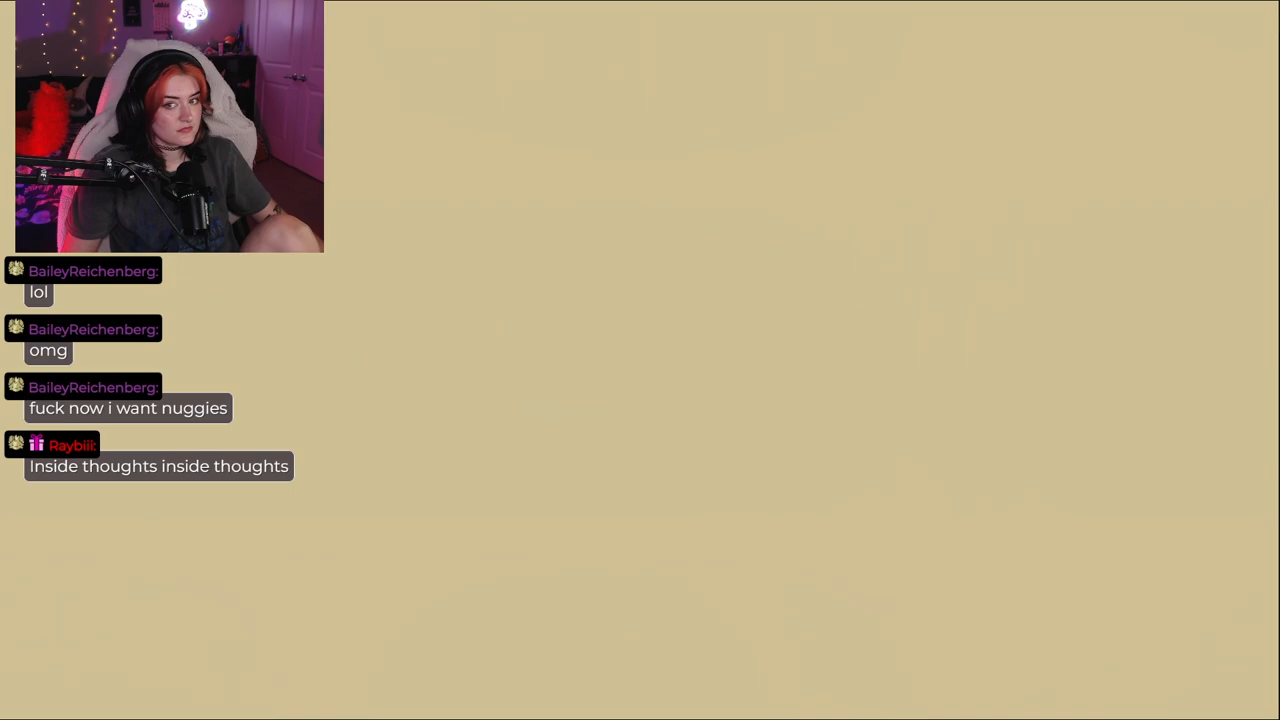 BaileyReichenberg:
lol
BaileyReichenberg:
omg
BaileyReichenberg:
fuck now i want nuggies
Raybiii:
Inside thoughts inside thoughts